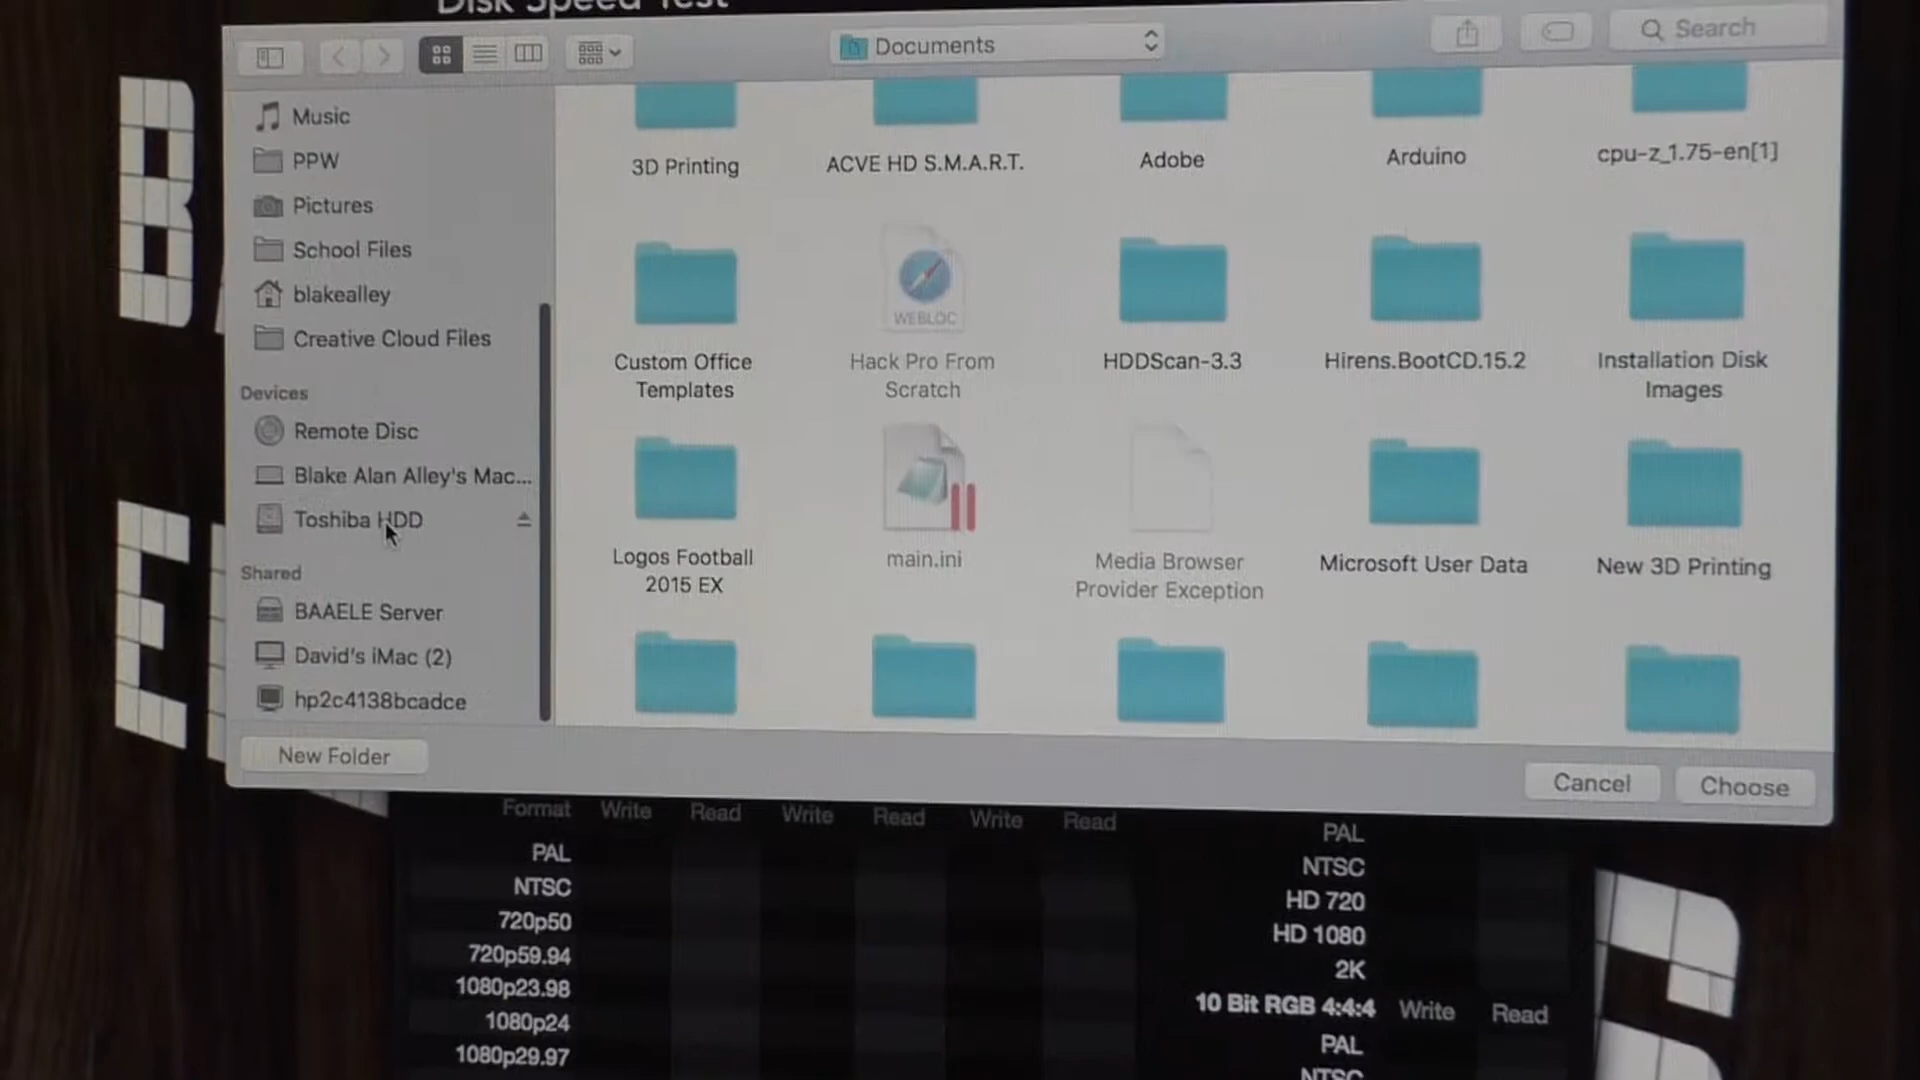 Disk Speed Test
Documents
Search
Music
PPW
Pictures
School Files
blakealley
Creative Cloud Files
Devices
Remote Disc
Blake Alan Alley's Mac...
Toshiba HDD
Shared
BAAELE Server
David's iMac (2)
hp2c4138bcadce
3D Printing
ACVE HD S.M.A.R.T.
Adobe
Arduino
cpu-z_1.75-en[1]
WEBLOC
Custom Office
Templates
Hack Pro From
Scratch
HDDScan-3.3
Hirens.BootCD.15.2
Installation Disk
Images
Logos Football
2015 EX
main.ini
Media Browser
Provider Exception
Microsoft User Data
New 3D Printing
New Folder
Cancel
Choose
Format Write Read Write Read Write Read
PAL
NTSC
720p50
720p59.94
1080p23.98
1080p24
1080p29.97
PAL
NTSC
HD 720
HD 1080
2K
10 Bit RGB 4:4:4 Write Read
PAL
NTSC
B
E